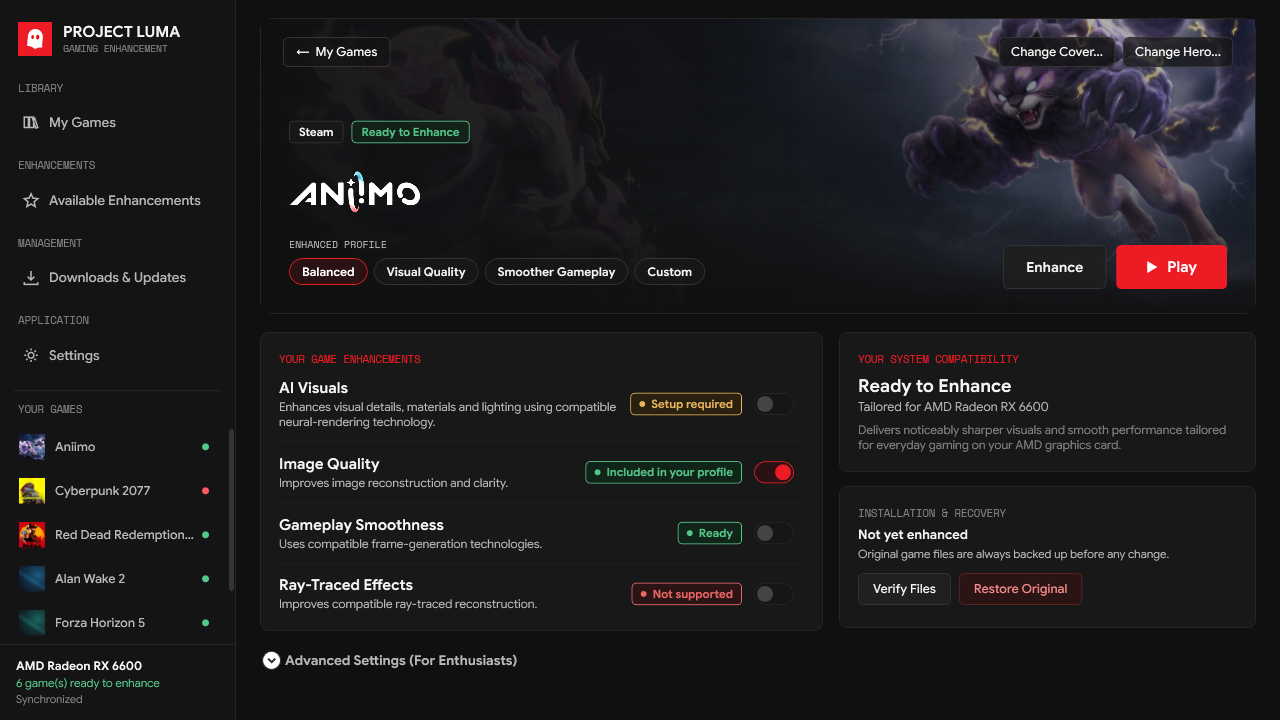 PROJECT LUMA
GAMING ENHANCEMENT
LIBRARY
My Games
ENHANCEMENTS
Available Enhancements
MANAGEMENT
Downloads & Updates
APPLICATION
Settings
YOUR GAMES
Aniimo
Cyberpunk 2077
Red Dead Redemption...
Alan Wake 2
Forza Horizon 5
AMD Radeon RX 6600
6 game(s) ready to enhance
Synchronized
← My Games
Change Cover...
Change Hero...
Steam
Ready to Enhance
ANiiMO
ENHANCED PROFILE
Balanced
Visual Quality
Smoother Gameplay
Custom
Enhance
Play
YOUR GAME ENHANCEMENTS
AI Visuals
Enhances visual details, materials and lighting using compatible
neural-rendering technology.
Setup required
Image Quality
Improves image reconstruction and clarity.
Included in your profile
Gameplay Smoothness
Uses compatible frame-generation technologies.
Ready
Ray-Traced Effects
Improves compatible ray-traced reconstruction.
Not supported
Advanced Settings (For Enthusiasts)
YOUR SYSTEM COMPATIBILITY
Ready to Enhance
Tailored for AMD Radeon RX 6600
Delivers noticeably sharper visuals and smooth performance tailored
for everyday gaming on your AMD graphics card.
INSTALLATION & RECOVERY
Not yet enhanced
Original game files are always backed up before any change.
Verify Files
Restore Original